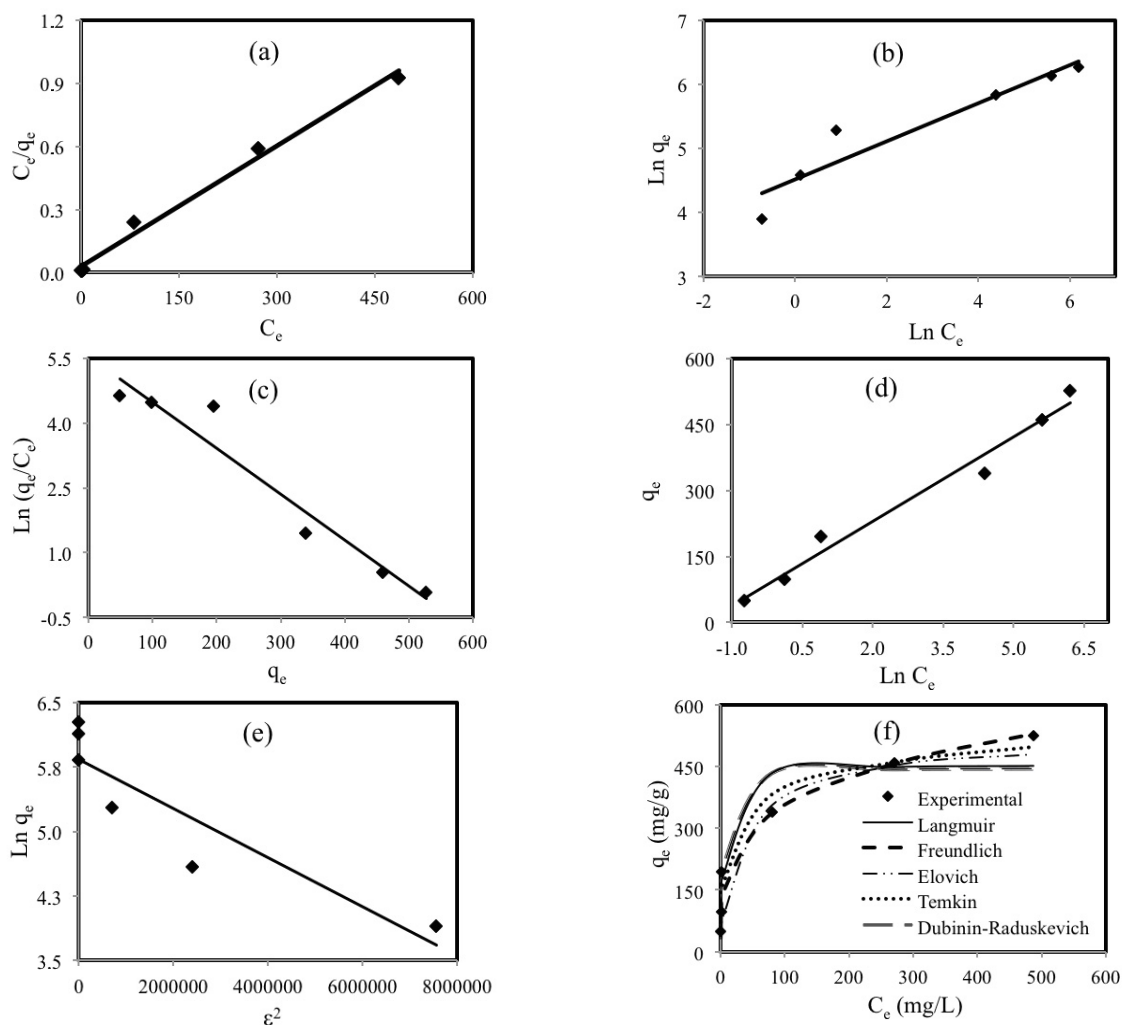 (a)
C_e/q_e
1.2
0.9
0.6
0.3
0.0
0 150 300 450 600
C_e
(b)
Ln q_e
7
6
5
4
3
-2 0 2 4 6
Ln C_e
(c)
Ln (q_e/C_e)
5.5
4.0
2.5
1.0
-0.5
0 100 200 300 400 500 600
q_e
(d)
q_e
600
450
300
150
0
-1.0 0.5 2.0 3.5 5.0 6.5
Ln C_e
(e)
Ln q_e
6.5
5.8
5.0
4.3
3.5
0 2000000 4000000 6000000 8000000
ε²
(f)
q_e (mg/g)
600
450
300
150
0
Experimental
Langmuir
Freundlich
Elovich
Temkin
Dubinin-Raduskevich
0 100 200 300 400 500 600
C_e (mg/L)